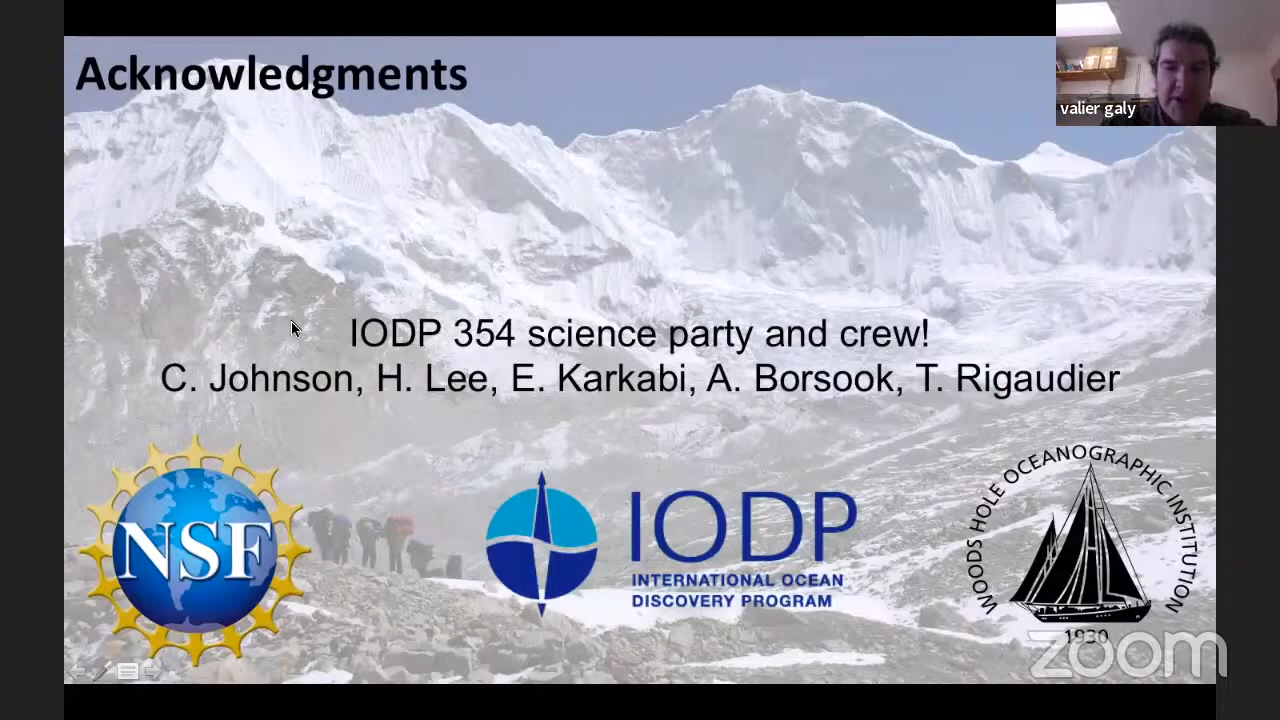 Acknowledgments
valier galy
IODP 354 science party and crew!
C. Johnson, H. Lee, E. Karkabi, A. Borsook, T. Rigaudier
NSF
IODP
INTERNATIONAL OCEAN
DISCOVERY PROGRAM
WOODS HOLE OCEANOGRAPHIC INSTITUTION
1930
zoom